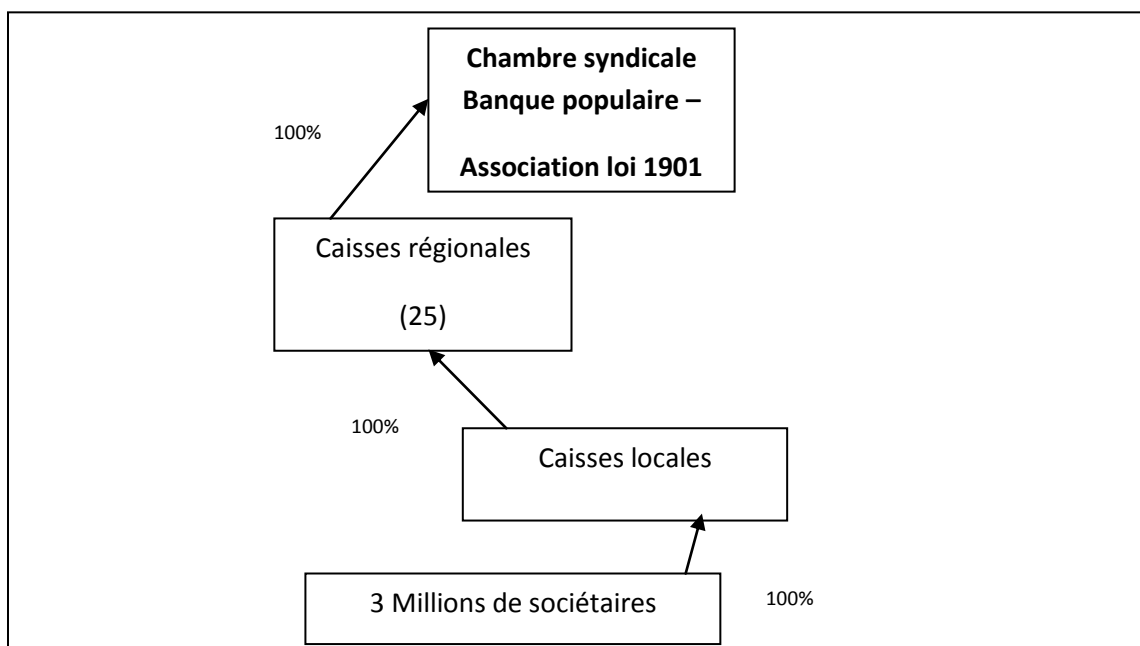 Chambre syndicale
Banque populaire –
Association loi 1901
100%
Caisses régionales
(25)
100%
Caisses locales
3 Millions de sociétaires
100%